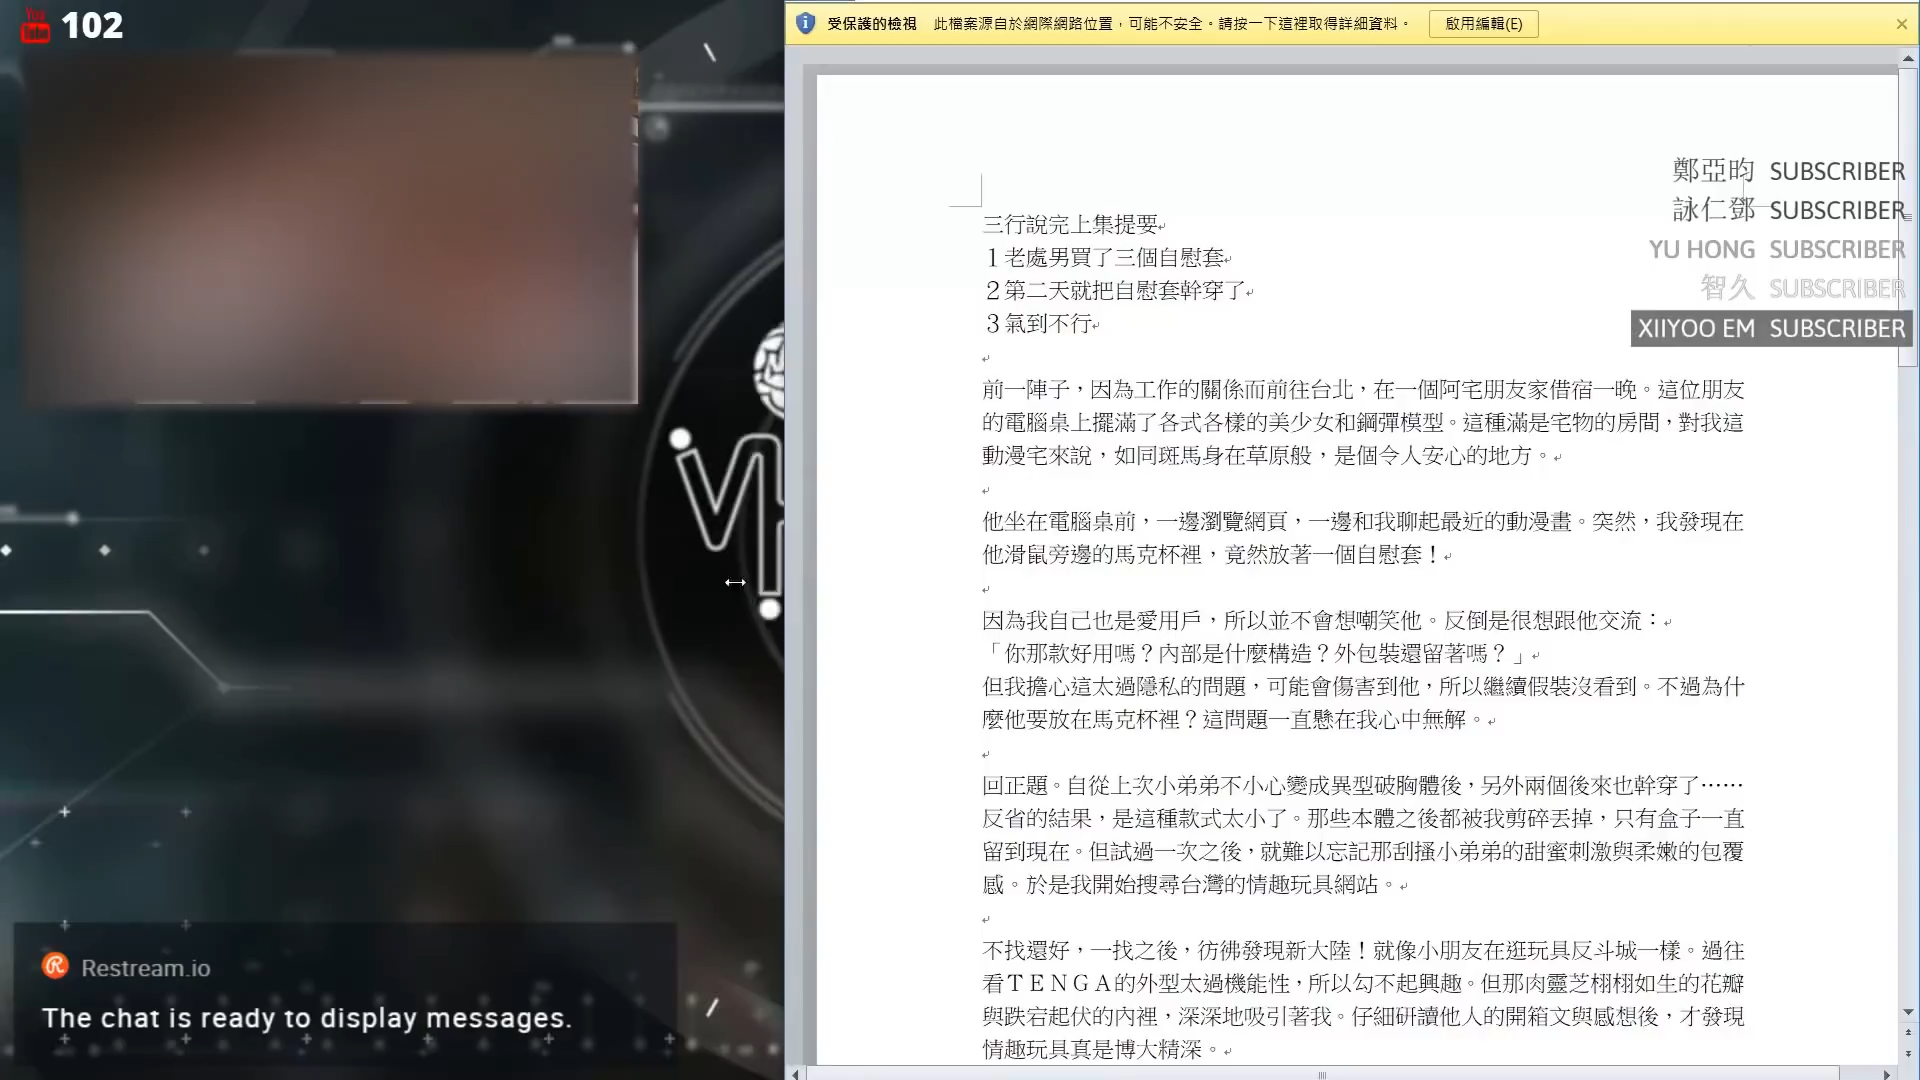 You Tube 102
受保護的檢視 此檔案源自於網際網路位置，可能不安全。請按一下這裡取得詳細資料。 啟用編輯(E)
鄭亞昀 SUBSCRIBER
詠仁鄧 SUBSCRIBER
YU HONG SUBSCRIBER
智久 SUBSCRIBER
XIIYOO EM SUBSCRIBER
三行說完上集提要
１老處男買了三個自慰套
２第二天就把自慰套幹穿了
３氣到不行
前一陣子，因為工作的關係而前往台北，在一個阿宅朋友家借宿一晚。這位朋友
的電腦桌上擺滿了各式各樣的美少女和鋼彈模型。這種滿是宅物的房間，對我這
動漫宅來說，如同斑馬身在草原般，是個令人安心的地方。
他坐在電腦桌前，一邊瀏覽網頁，一邊和我聊起最近的動漫畫。突然，我發現在
他滑鼠旁邊的馬克杯裡，竟然放著一個自慰套！
因為我自己也是愛用戶，所以並不會想嘲笑他。反倒是很想跟他交流：
「你那款好用嗎？內部是什麼構造？外包裝還留著嗎？」
但我擔心這太過隱私的問題，可能會傷害到他，所以繼續假裝沒看到。不過為什
麼他要放在馬克杯裡？這問題一直懸在我心中無解。
回正題。自從上次小弟弟不小心變成異型破胸體後，另外兩個後來也幹穿了……
反省的結果，是這種款式太小了。那些本體之後都被我剪碎丟掉，只有盒子一直
留到現在。但試過一次之後，就難以忘記那刮搔小弟弟的甜蜜刺激與柔嫩的包覆
感。於是我開始搜尋台灣的情趣玩具網站。
不找還好，一找之後，彷彿發現新大陸！就像小朋友在逛玩具反斗城一樣。過往
看ＴＥＮＧＡ的外型太過機能性，所以勾不起興趣。但那肉靈芝栩栩如生的花瓣
與跌宕起伏的內裡，深深地吸引著我。仔細研讀他人的開箱文與感想後，才發現
情趣玩具真是博大精深。
Restream.io
The chat is ready to display messages.